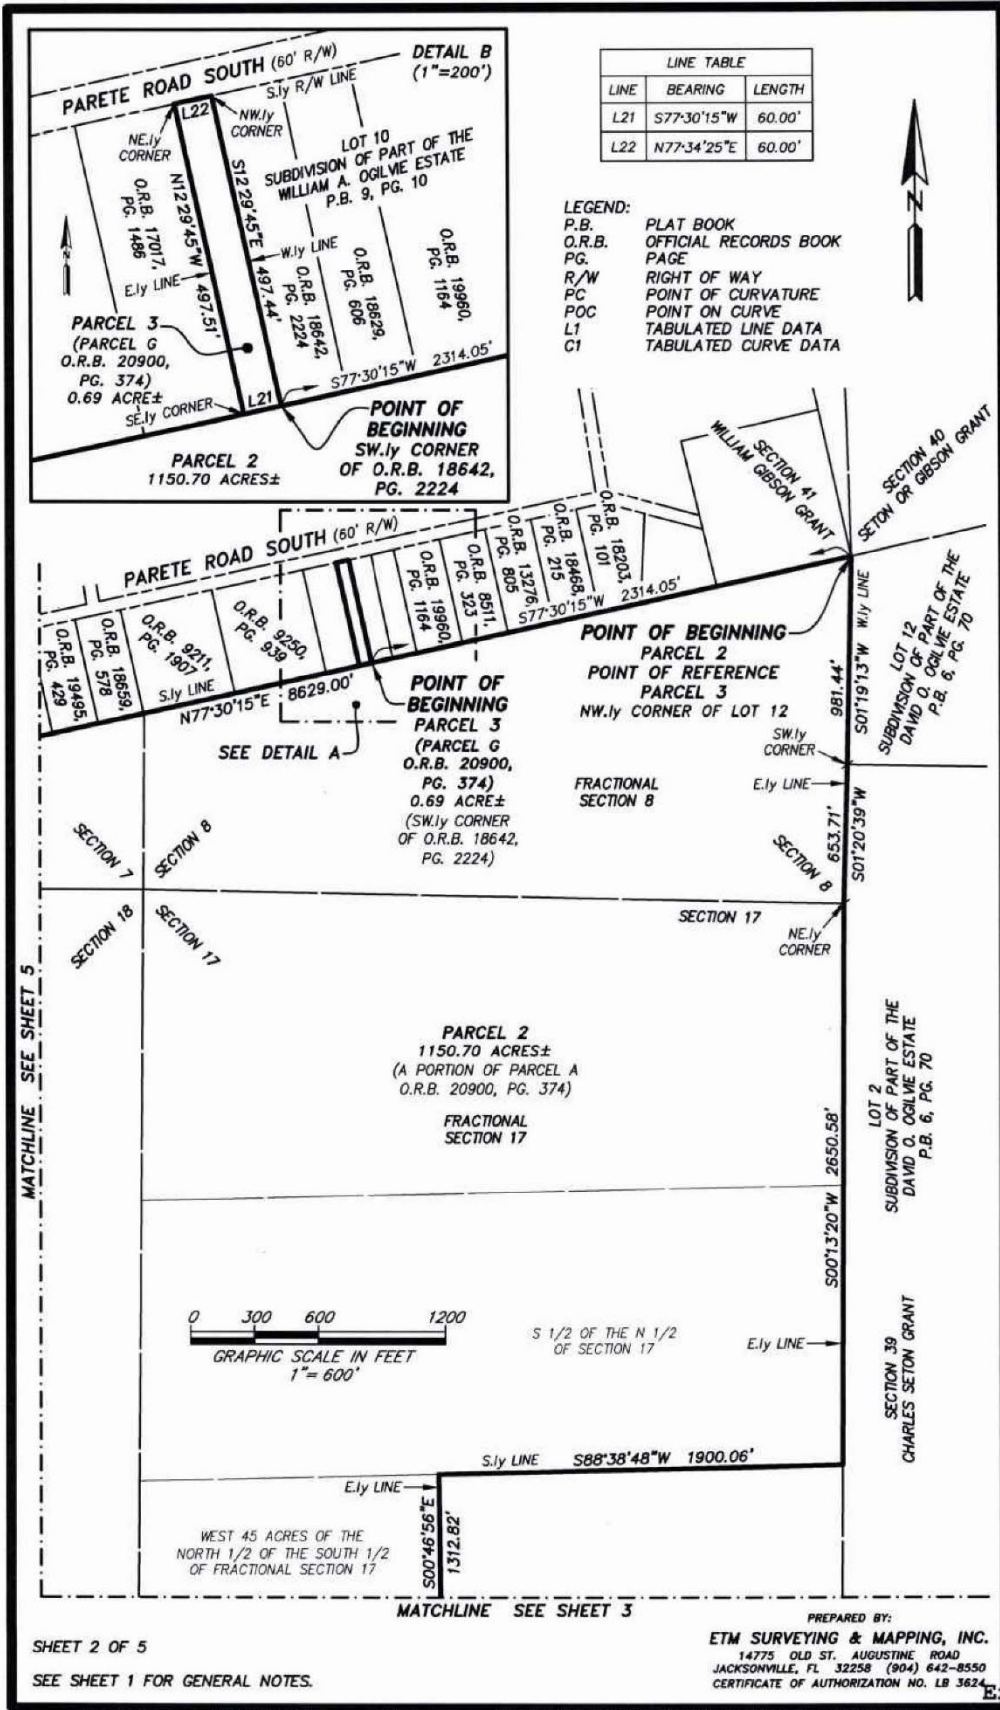 DETAIL B
(1"=200')
PARETE ROAD SOUTH (60' R/W)
S.ly R/W LINE
L22
NW.ly
CORNER
NE.ly
CORNER
LOT 10
SUBDIVISION OF PART OF THE
WILLIAM A. OGILVIE ESTATE
P.B. 9, PG. 10
O.R.B. 17017,
PG. 1486
N12°29'45"W 497.51'
S12°29'45"E 497.44'
W.ly LINE
E.ly LINE
O.R.B. 18642,
PG. 2224
O.R.B. 18629,
PG. 606
O.R.B. 19960,
PG. 1164
PARCEL 3
(PARCEL G
O.R.B. 20900,
PG. 374)
0.69 ACRE±
SE.ly CORNER
L21
S77°30'15"W 2314.05'
POINT OF
BEGINNING
SW.ly CORNER
OF O.R.B. 18642,
PG. 2224
PARCEL 2
1150.70 ACRES±
LINE TABLE
LINE BEARING LENGTH
L21 S77°30'15"W 60.00'
L22 N77°34'25"E 60.00'
N
LEGEND:
P.B. PLAT BOOK
O.R.B. OFFICIAL RECORDS BOOK
PG. PAGE
R/W RIGHT OF WAY
PC POINT OF CURVATURE
POC POINT ON CURVE
L1 TABULATED LINE DATA
C1 TABULATED CURVE DATA
SECTION 41
WILLIAM GIBSON GRANT
SECTION 40
SETON OR GIBSON GRANT
PARETE ROAD SOUTH (60' R/W)
O.R.B. 19495,
PG. 429
O.R.B. 18659,
PG. 578
O.R.B. 9211,
PG. 1907
O.R.B. 9250,
PG. 939
O.R.B. 19960,
PG. 1164
O.R.B. 8511,
PG. 323
O.R.B. 13276,
PG. 805
O.R.B. 18468,
PG. 215
O.R.B. 18203,
PG. 101
S77°30'15"W 2314.05'
S.ly LINE
N77°30'15"E 8629.00'
SEE DETAIL A
POINT OF
BEGINNING
PARCEL 3
(PARCEL G
O.R.B. 20900,
PG. 374)
0.69 ACRE±
(SW.ly CORNER
OF O.R.B. 18642,
PG. 2224)
POINT OF BEGINNING
PARCEL 2
POINT OF REFERENCE
PARCEL 3
NW.ly CORNER OF LOT 12
981.44'
S01°19'13"W W.ly LINE
LOT 12
SUBDIVISION OF PART OF THE
DAVID O. OGILVIE ESTATE
P.B. 6, PG. 70
SW.ly
CORNER
E.ly LINE
FRACTIONAL
SECTION 8
653.71'
S01°20'39"W
SECTION 7
SECTION 8
SECTION 18
SECTION 17
SECTION 8
SECTION 17
NE.ly
CORNER
MATCHLINE SEE SHEET 5
PARCEL 2
1150.70 ACRES±
(A PORTION OF PARCEL A
O.R.B. 20900, PG. 374)
FRACTIONAL
SECTION 17
S00°13'20"W 2650.58'
LOT 2
SUBDIVISION OF PART OF THE
DAVID O. OGILVIE ESTATE
P.B. 6, PG. 70
0 300 600 1200
GRAPHIC SCALE IN FEET
1"= 600'
S 1/2 OF THE N 1/2
OF SECTION 17
E.ly LINE
SECTION 39
CHARLES SETON GRANT
S.ly LINE S88°38'48"W 1900.06'
E.ly LINE
S00°46'56"E
1312.82'
WEST 45 ACRES OF THE
NORTH 1/2 OF THE SOUTH 1/2
OF FRACTIONAL SECTION 17
MATCHLINE SEE SHEET 3
SHEET 2 OF 5
SEE SHEET 1 FOR GENERAL NOTES.
PREPARED BY:
ETM SURVEYING & MAPPING, INC.
14775 OLD ST. AUGUSTINE ROAD
JACKSONVILLE, FL 32258 (904) 642-8550
CERTIFICATE OF AUTHORIZATION NO. LB 3624